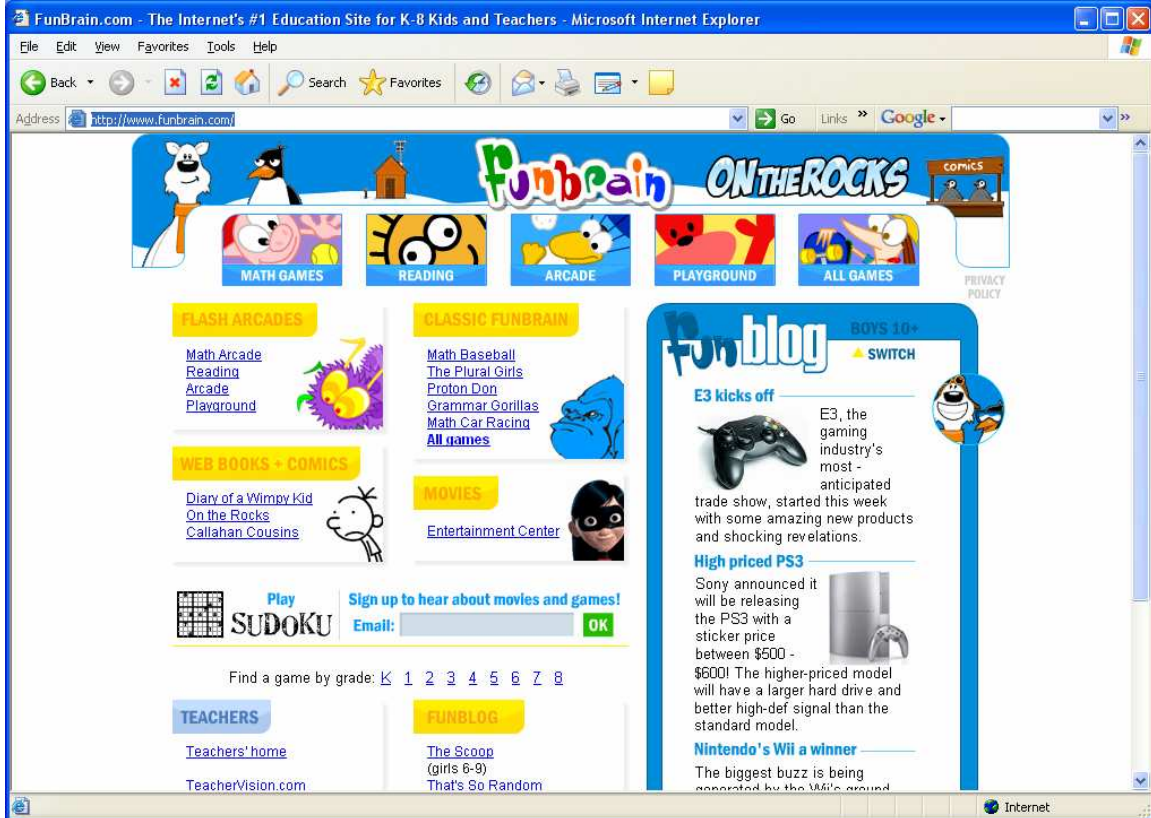 FunBrain.com - The Internet's #1 Education Site for K-8 Kids and Teachers - Microsoft Internet Explorer
File Edit View Favorites Tools Help
Back Search Favorites
Address http://www.funbrain.com/ Go Links » Google »
funbrain ON THE ROCKS comics
MATH GAMES READING ARCADE PLAYGROUND ALL GAMES
PRIVACY
POLICY
FLASH ARCADES
Math Arcade
Reading
Arcade
Playground
CLASSIC FUNBRAIN
Math Baseball
The Plural Girls
Proton Don
Grammar Gorillas
Math Car Racing
All games
WEB BOOKS + COMICS
Diary of a Wimpy Kid
On the Rocks
Callahan Cousins
MOVIES
Entertainment Center
Play
SUDOKU
Sign up to hear about movies and games!
Email: OK
Find a game by grade: K 1 2 3 4 5 6 7 8
TEACHERS
Teachers' home
TeacherVision.com
FUNBLOG
The Scoop
(girls 6-9)
That's So Random
fun blog BOYS 10+
SWITCH
E3 kicks off
E3, the
gaming
industry's
most -
anticipated
trade show, started this week
with some amazing new products
and shocking revelations.
High priced PS3
Sony announced it
will be releasing
the PS3 with a
sticker price
between $500 -
$600! The higher-priced model
will have a larger hard drive and
better high-def signal than the
standard model.
Nintendo's Wii a winner
The biggest buzz is being
generated by the Wii's ground
Internet